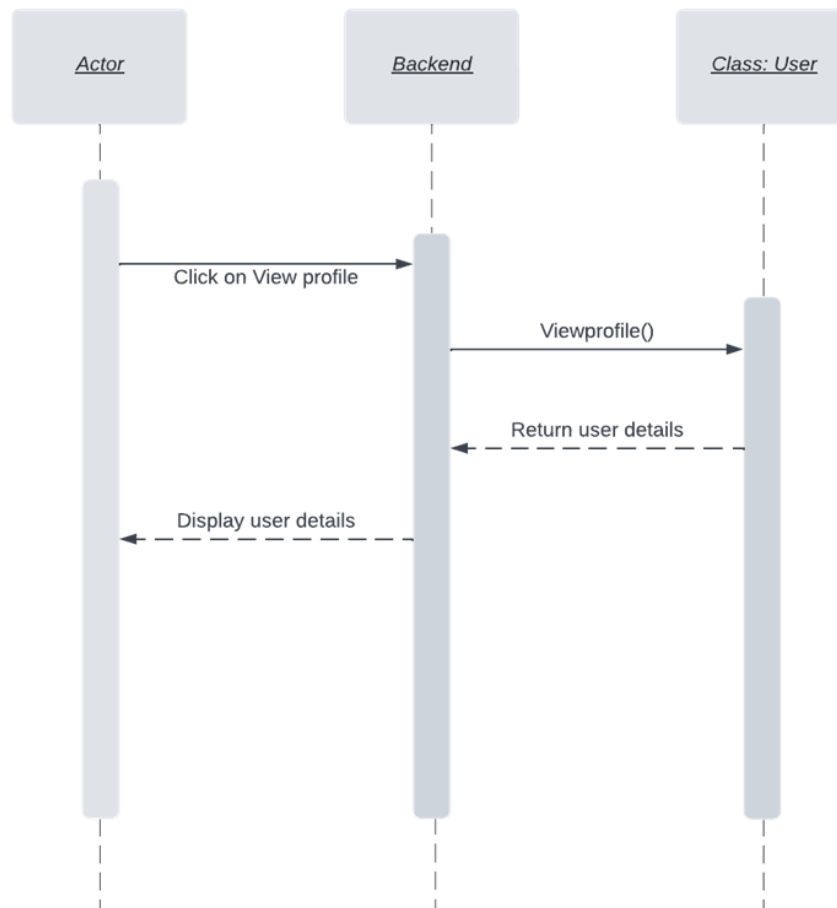 Actor
Backend
Class: User
Click on View profile
Viewprofile()
Return user details
Display user details